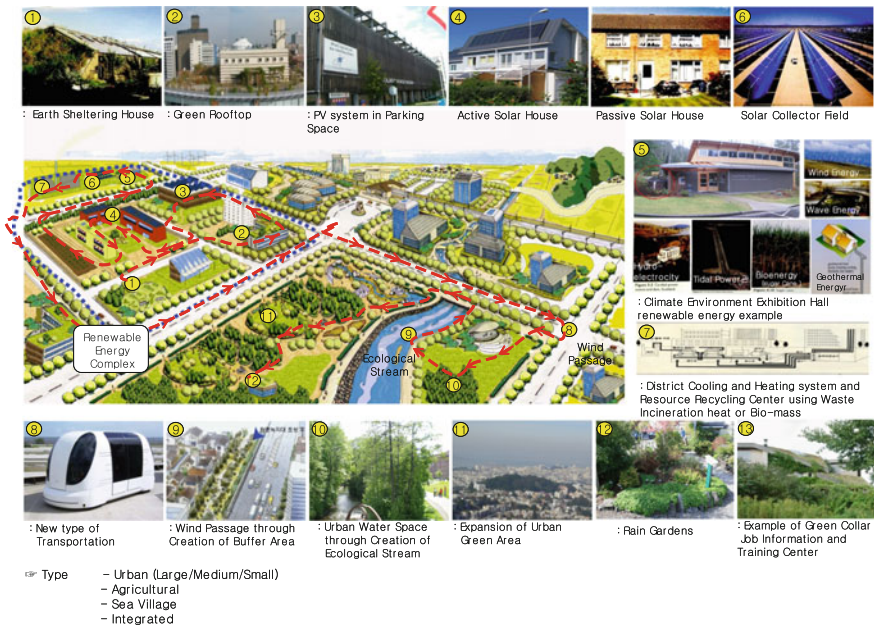 ①
②
③
④
⑥
: Earth Sheltering House
: Green Rooftop
: PV system in Parking
Space
Active Solar House
Passive Solar House
Solar Collector Field
⑦
⑥
⑤
③
④
②
①
Renewable
Energy
Complex
⑪
⑫
⑨
Ecological
Stream
⑩
⑧
Wind
Passage
⑤
Wind Energy
Wave Energy
Hydro
electrocity
Tidal Power
Bioenergy
(Sugar Cane)
Geothermal
Energyr
: Climate Environment Exhibition Hall
renewable energy example
⑦
: District Cooling and Heating system and
Resource Recycling Center using Waste
Incineration heat or Bio-mass
⑧
⑨
⑩
⑪
⑫
⑬
: New type of
Transportation
: Wind Passage through
Creation of Buffer Area
: Urban Water Space
through Creation of
Ecological Stream
: Expansion of Urban
Green Area
: Rain Gardens
: Example of Green Collar
Job Information and
Training Center
☞ Type
- Urban (Large/Medium/Small)
- Agricultural
- Sea Village
- Integrated